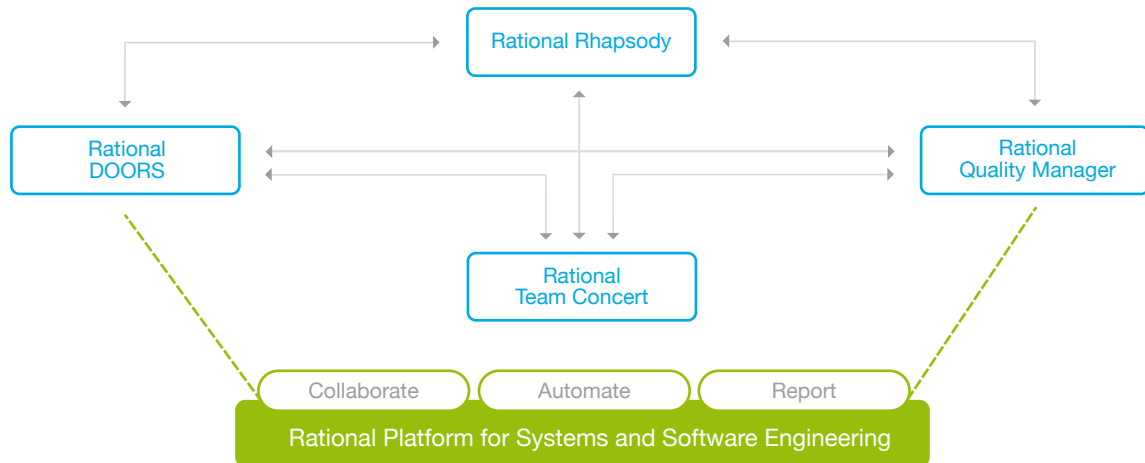 Rational Rhapsody
Rational
DOORS
Rational
Quality Manager
Rational
Team Concert
Collaborate
Automate
Report
Rational Platform for Systems and Software Engineering